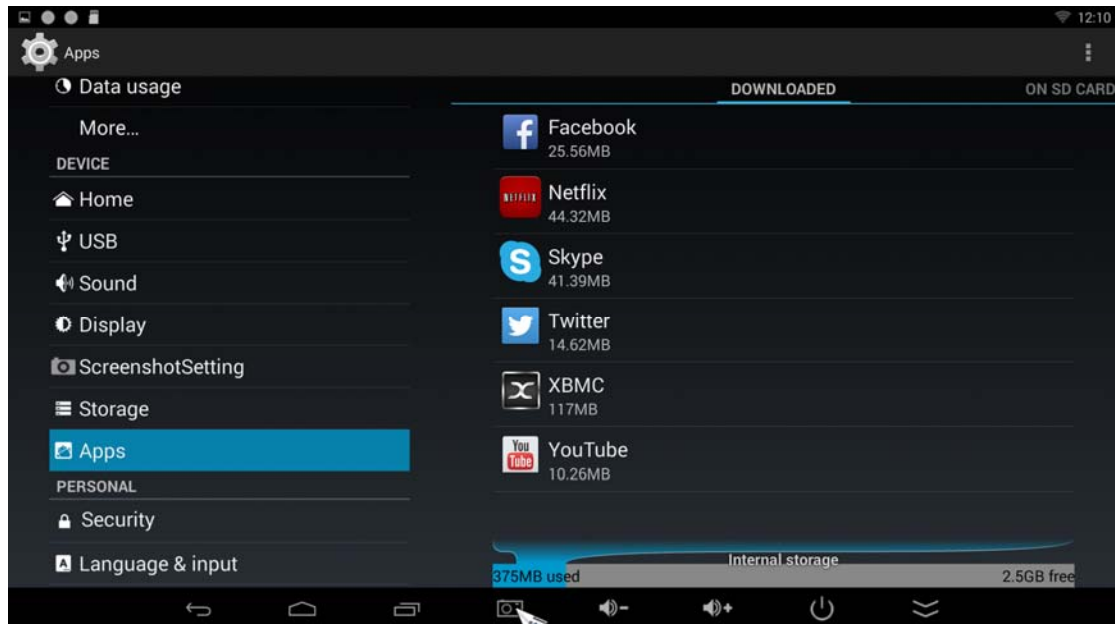 12:10
Apps
Data usage
More...
DEVICE
Home
USB
Sound
Display
ScreenshotSetting
Storage
Apps
PERSONAL
Security
Language & input
DOWNLOADED
ON SD CARD
Facebook
25.56MB
NETFLIX
Netflix
44.32MB
Skype
41.39MB
Twitter
14.62MB
XBMC
117MB
You
Tube
YouTube
10.26MB
Internal storage
375MB used
2.5GB free